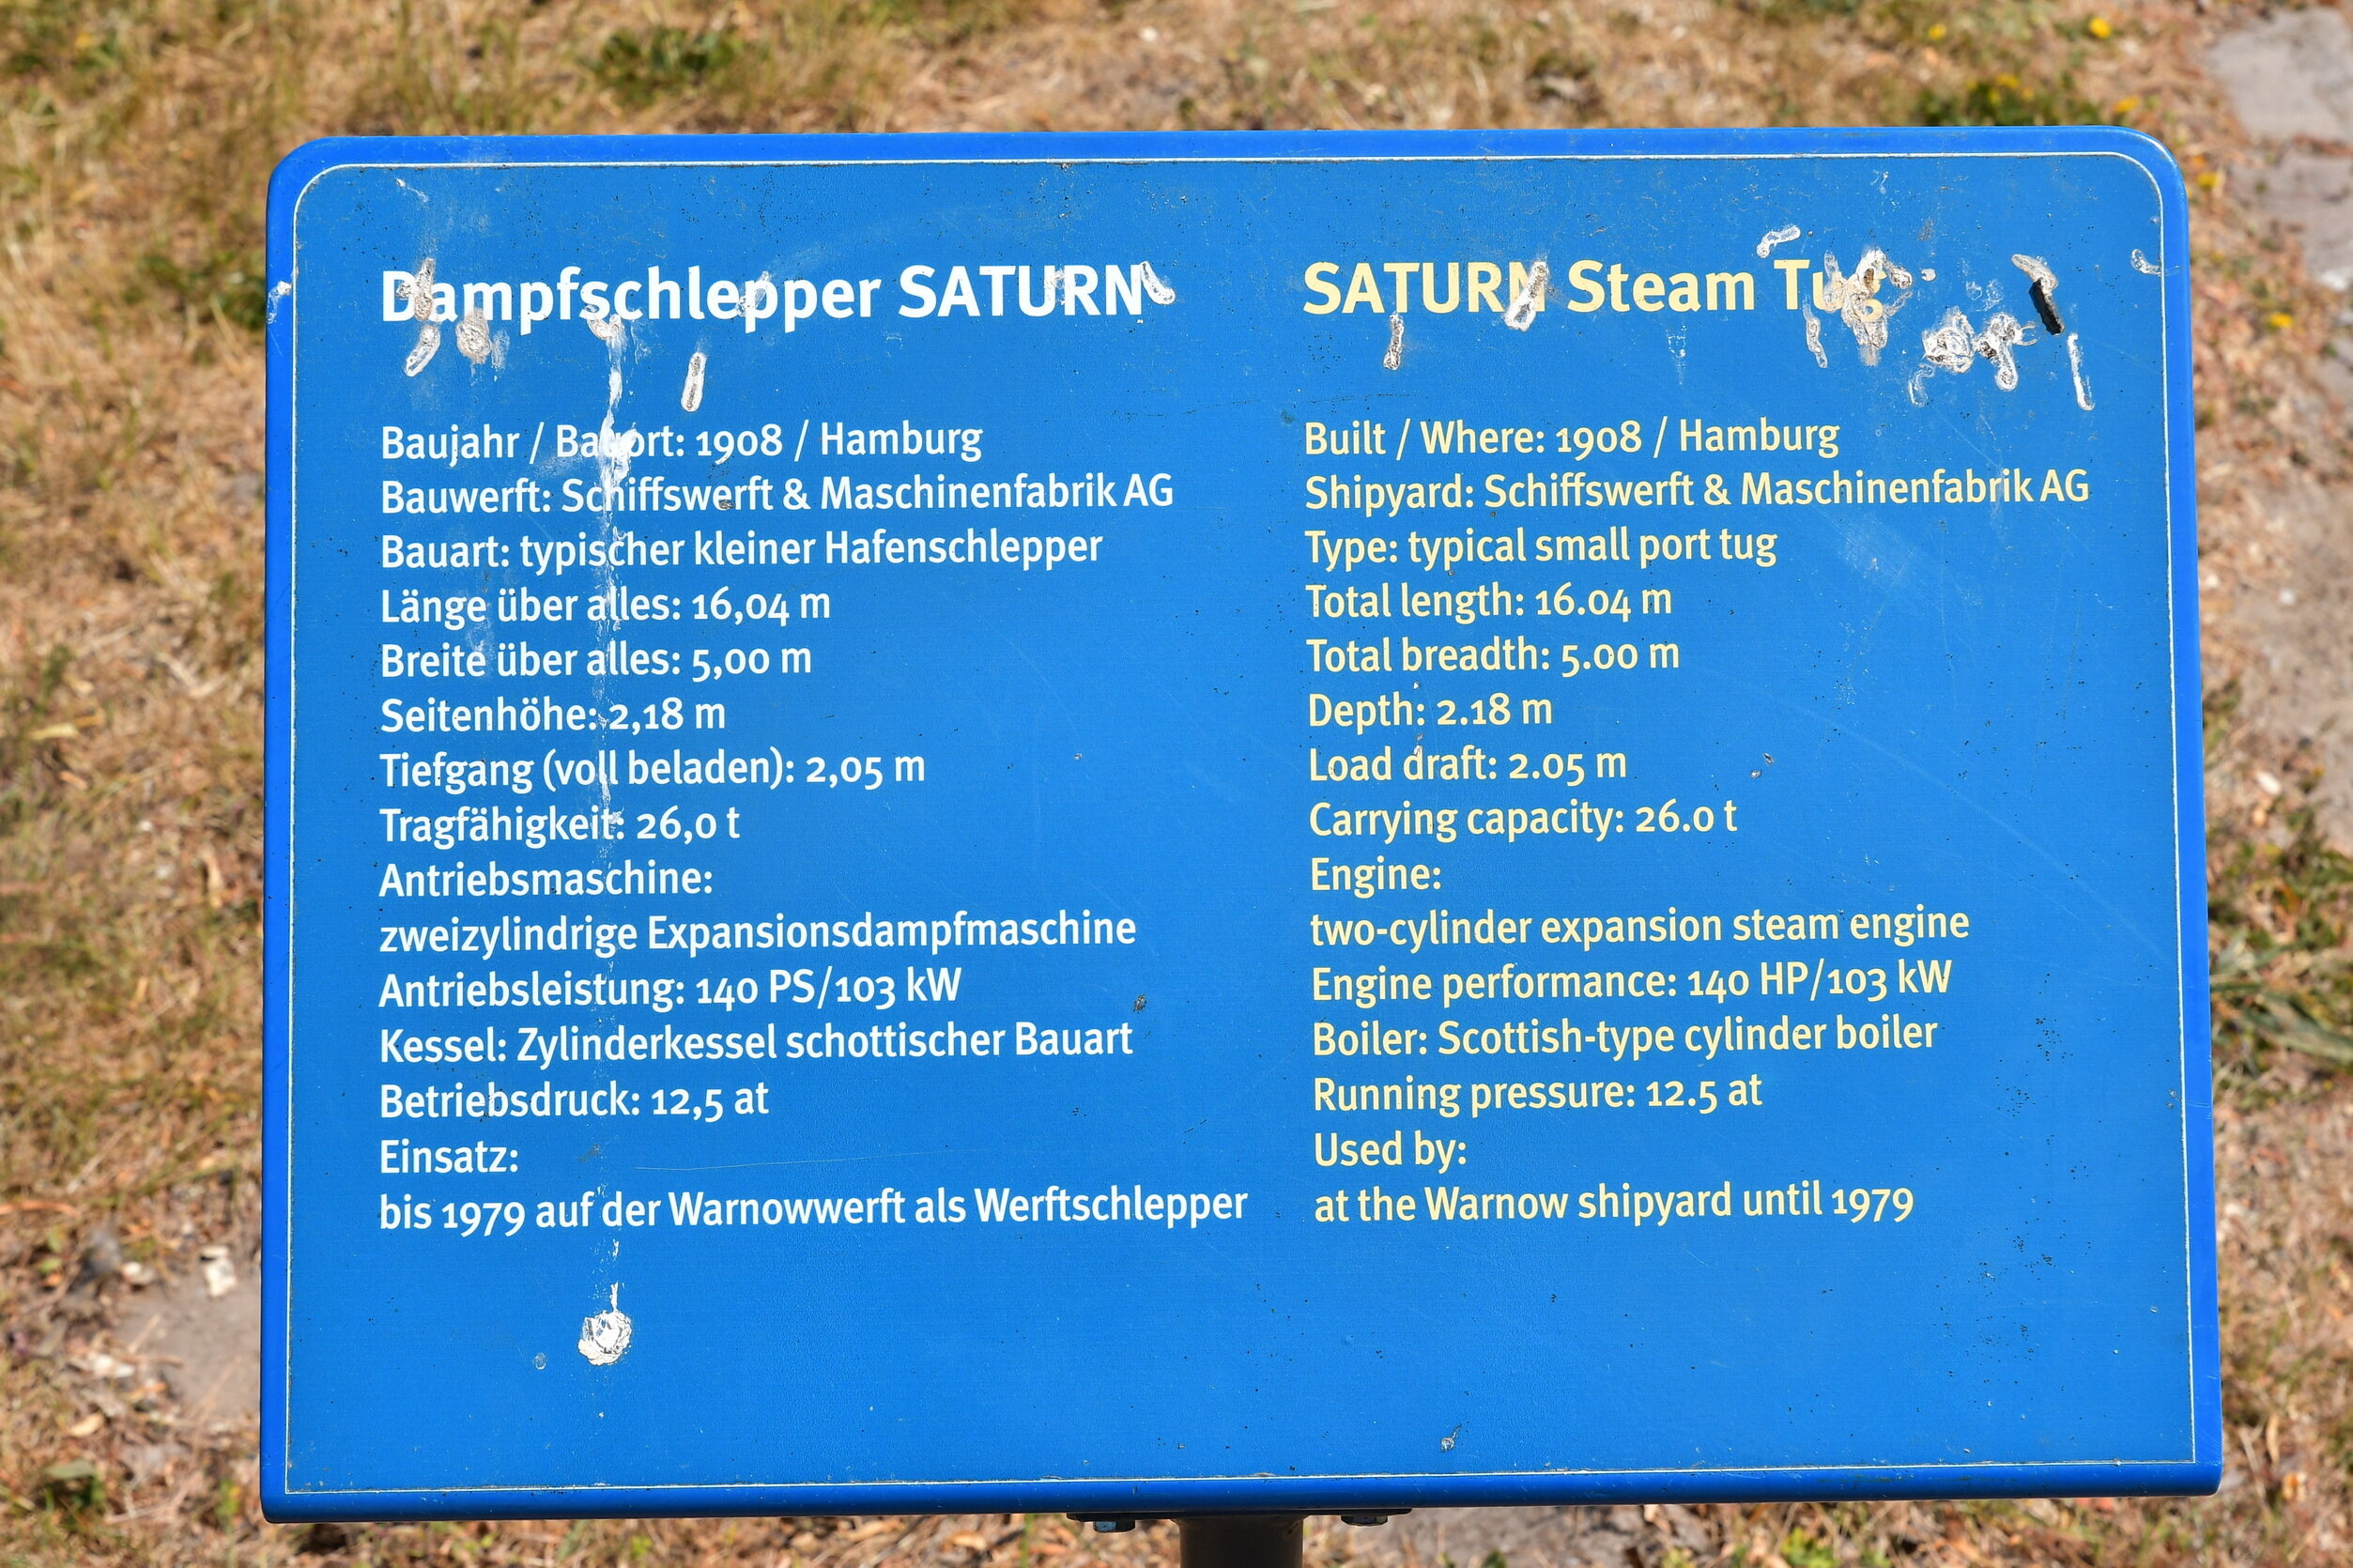 Dampfschlepper SATURN
Baujahr / Bauort: 1908 / Hamburg
Bauwerft: Schiffswerft & Maschinenfabrik AG
Bauart: typischer kleiner Hafenschlepper
Länge über alles: 16,04 m
Breite über alles: 5,00 m
Seitenhöhe: 2,18 m
Tiefgang (voll beladen): 2,05 m
Tragfähigkeit: 26,0 t
Antriebsmaschine:
zweizylindrige Expansionsdampfmaschine
Antriebsleistung: 140 PS/103 kW
Kessel: Zylinderkessel schottischer Bauart
Betriebsdruck: 12,5 at
Einsatz:
bis 1979 auf der Warnowwerft als Werftschlepper
SATURN Steam Tug
Built / Where: 1908 / Hamburg
Shipyard: Schiffswerft & Maschinenfabrik AG
Type: typical small port tug
Total length: 16.04 m
Total breadth: 5.00 m
Depth: 2.18 m
Load draft: 2.05 m
Carrying capacity: 26.0 t
Engine:
two-cylinder expansion steam engine
Engine performance: 140 HP/103 kW
Boiler: Scottish-type cylinder boiler
Running pressure: 12.5 at
Used by:
at the Warnow shipyard until 1979